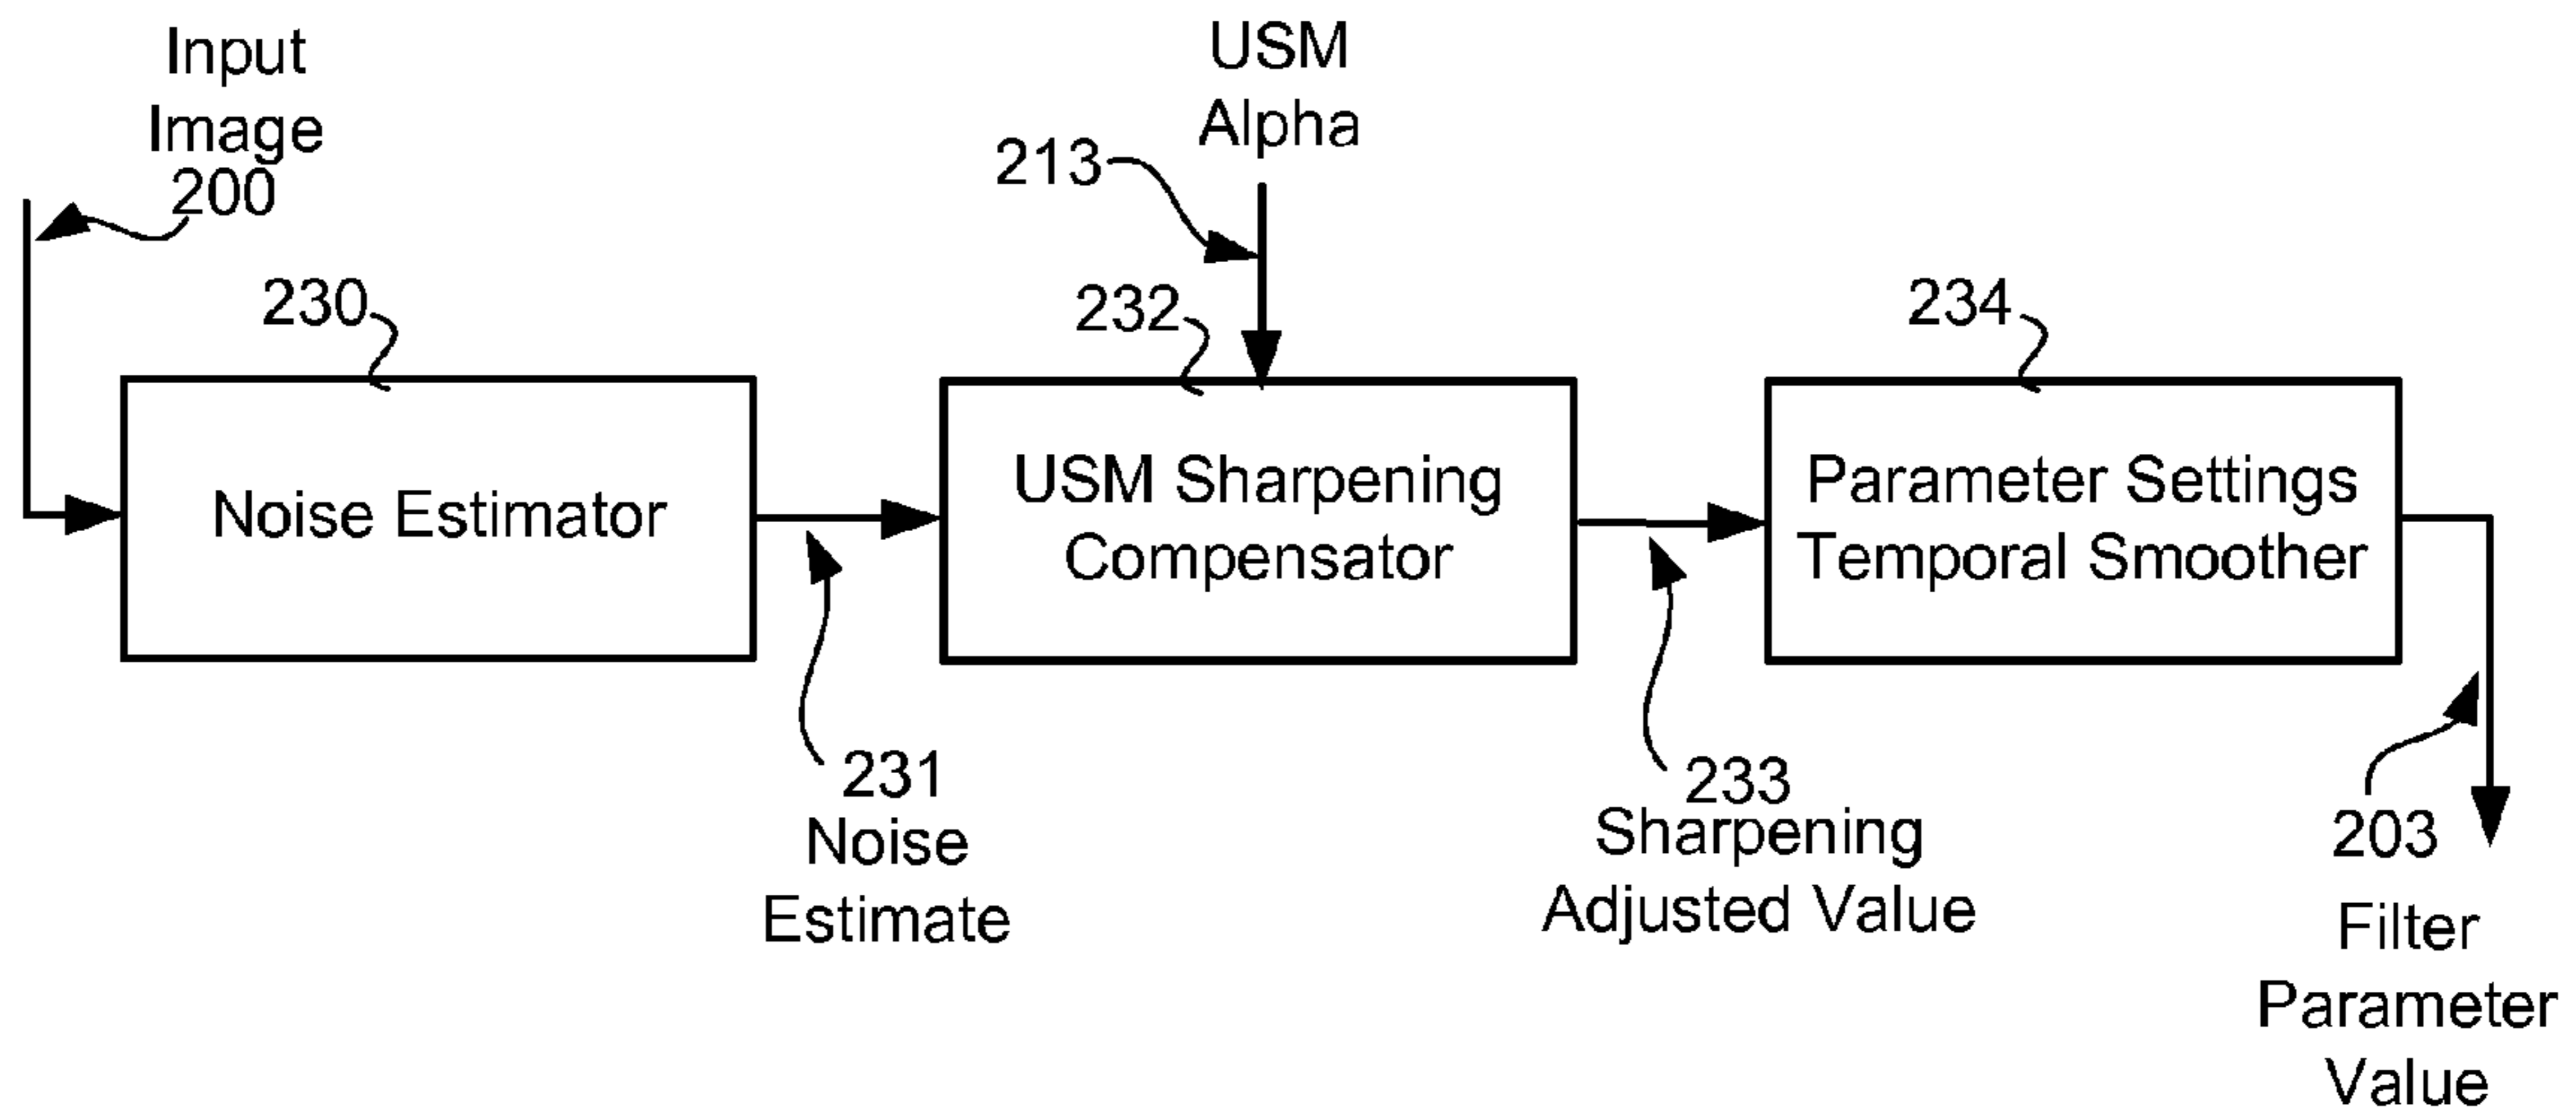 Input
Image
200
USM
Alpha
213
230
232
234
Noise Estimator
USM Sharpening
Compensator
Parameter Settings
Temporal Smoother
231
Noise
Estimate
233
Sharpening
Adjusted Value
203
Filter
Parameter
Value